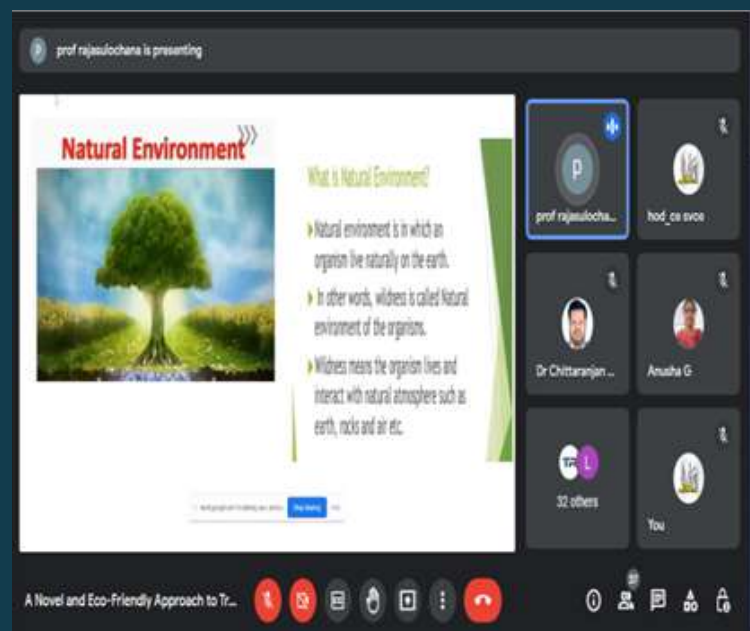 P prof rajasulochana is presenting
Natural Environment
What is Natural Environment?
Natural environment is in which an
organism live naturally on the earth.
In other words, wildness is called Natural
environment of the organisms.
Wildness means the organism lives and
interact with natural atmosphere such as
earth, rocks and air etc.
Stop sharing
P
prof rajasulocha...
hod_ce svce
Dr Chittaranjan ...
Anusha G
L
32 others
You
A Novel and Eco-Friendly Approach to Tr...